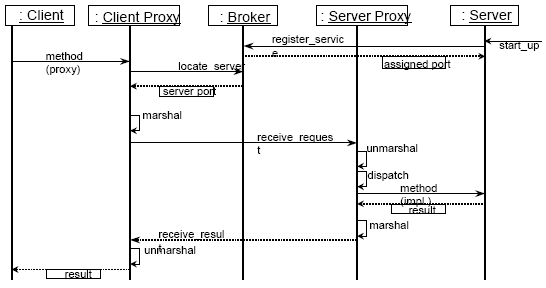 : Client
: Client Proxy
: Broker
: Server Proxy
: Server
register_servic
e
start_up
assigned port
method
(proxy)
locate_server
server port
marshal
receive_reques
t
unmarshal
dispatch
method
(impl.)
result
marshal
receive_resul
t
unmarshal
result